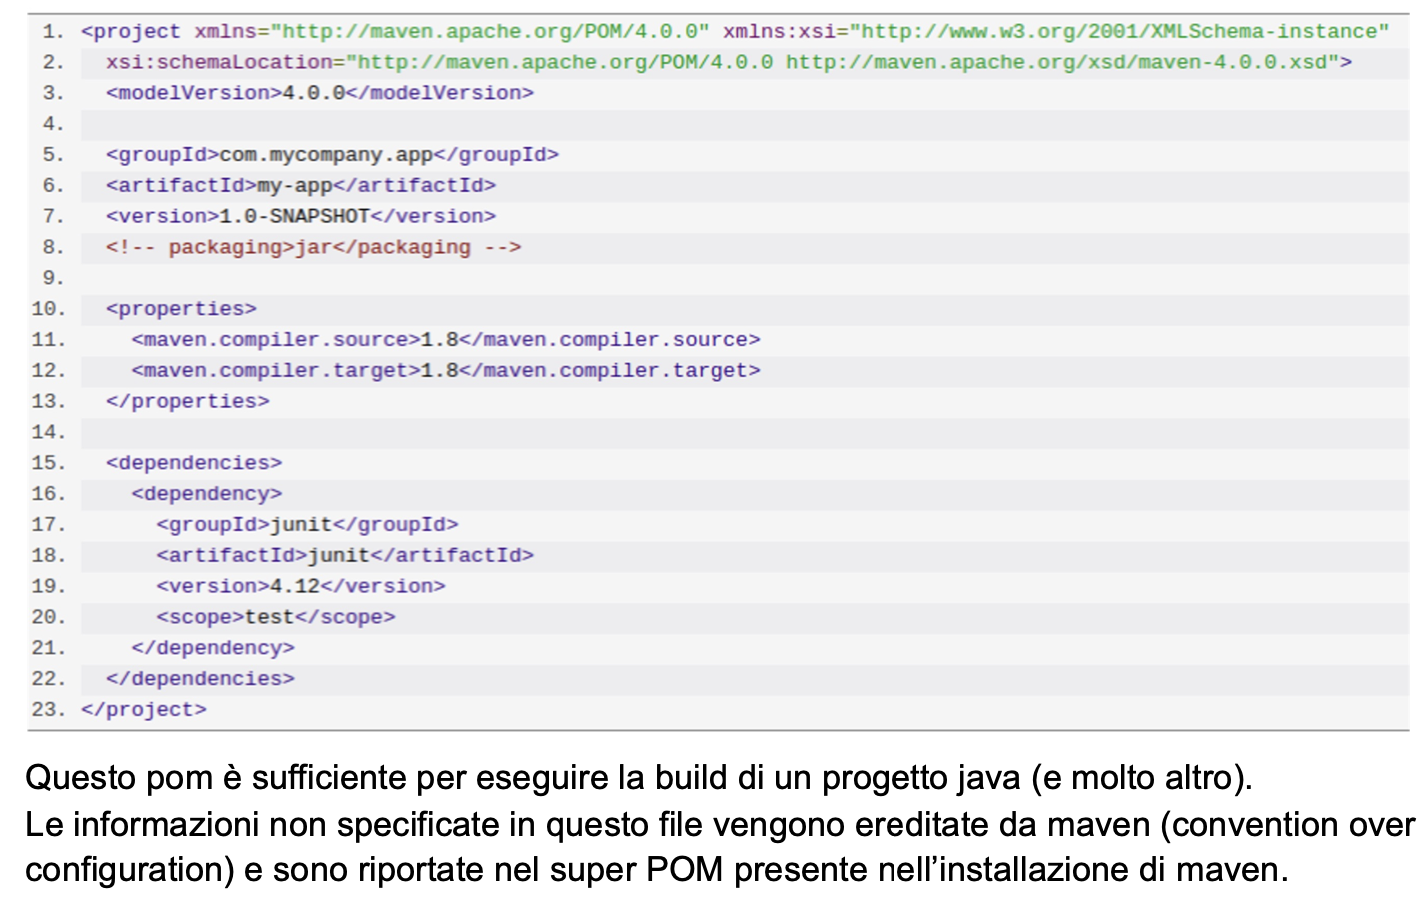 1. <project xmlns="http://maven.apache.org/POM/4.0.0" xmlns:xsi="http://www.w3.org/2001/XMLSchema-instance"
2.   xsi:schemaLocation="http://maven.apache.org/POM/4.0.0 http://maven.apache.org/xsd/maven-4.0.0.xsd">
3.   <modelVersion>4.0.0</modelVersion>
4.
5.   <groupId>com.mycompany.app</groupId>
6.   <artifactId>my-app</artifactId>
7.   <version>1.0-SNAPSHOT</version>
8.   <!-- packaging>jar</packaging -->
9.
10.   <properties>
11.     <maven.compiler.source>1.8</maven.compiler.source>
12.     <maven.compiler.target>1.8</maven.compiler.target>
13.   </properties>
14.
15.   <dependencies>
16.     <dependency>
17.       <groupId>junit</groupId>
18.       <artifactId>junit</artifactId>
19.       <version>4.12</version>
20.       <scope>test</scope>
21.     </dependency>
22.   </dependencies>
23. </project>
Questo pom è sufficiente per eseguire la build di un progetto java (e molto altro).
Le informazioni non specificate in questo file vengono ereditate da maven (convention over
configuration) e sono riportate nel super POM presente nell’installazione di maven.